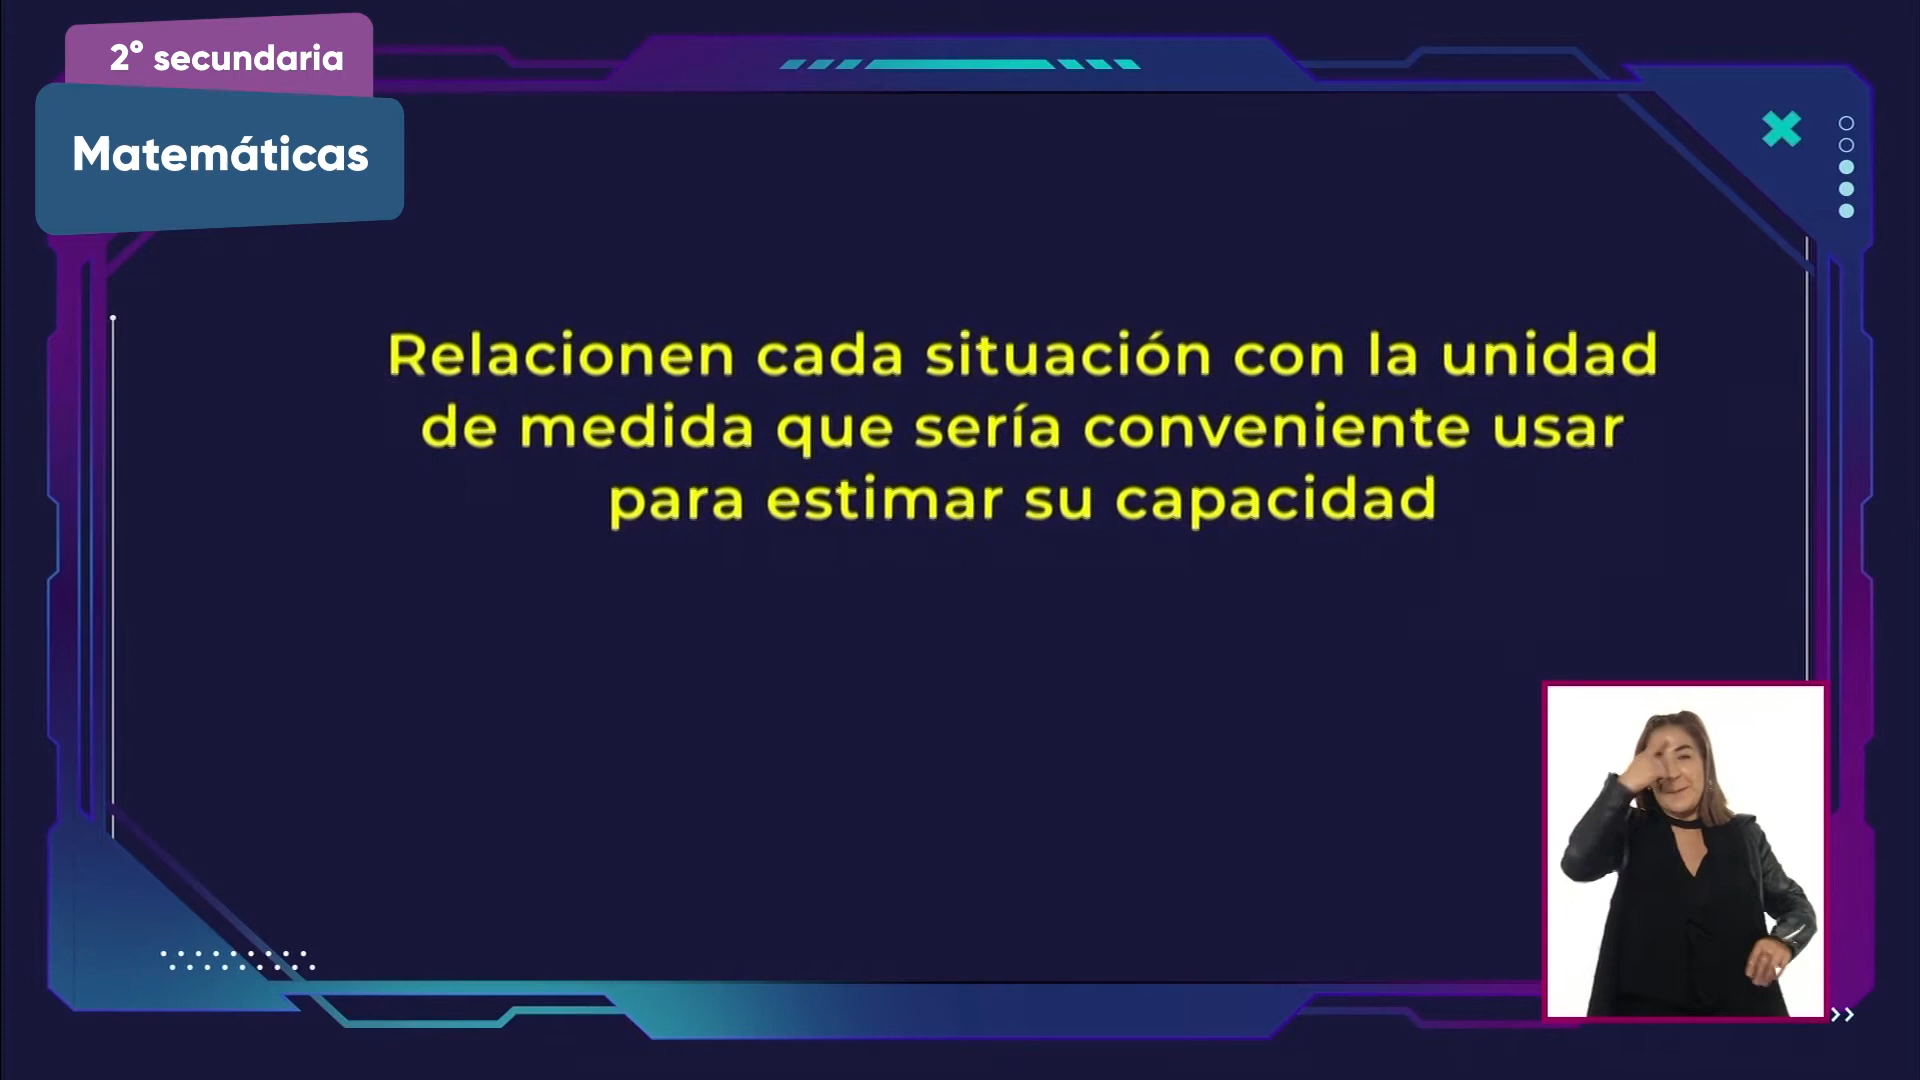 2° secundaria
Matemáticas
Relacionen cada situación con la unidad
de medida que sería conveniente usar
para estimar su capacidad